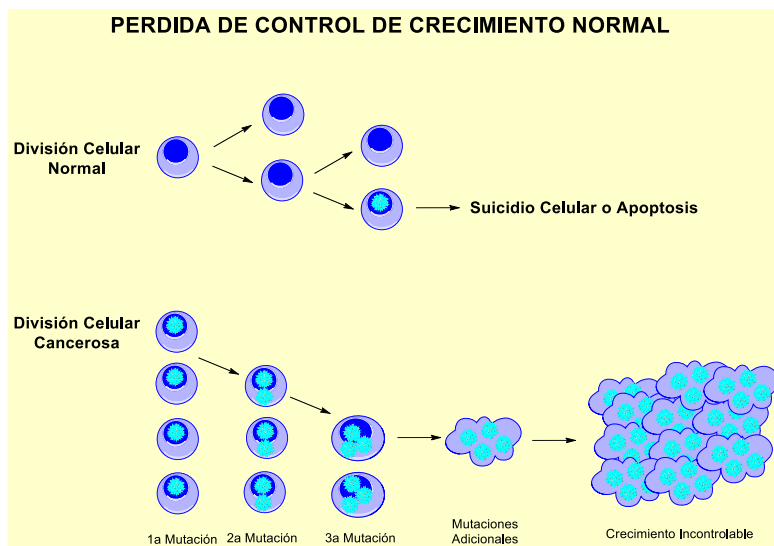 PERDIDA DE CONTROL DE CRECIMIENTO NORMAL
División Celular
Normal
Suicidio Celular o Apoptosis
División Celular
Cancerosa
1a Mutación
2a Mutación
3a Mutación
Mutaciones
Adicionales
Crecimiento Incontrolable